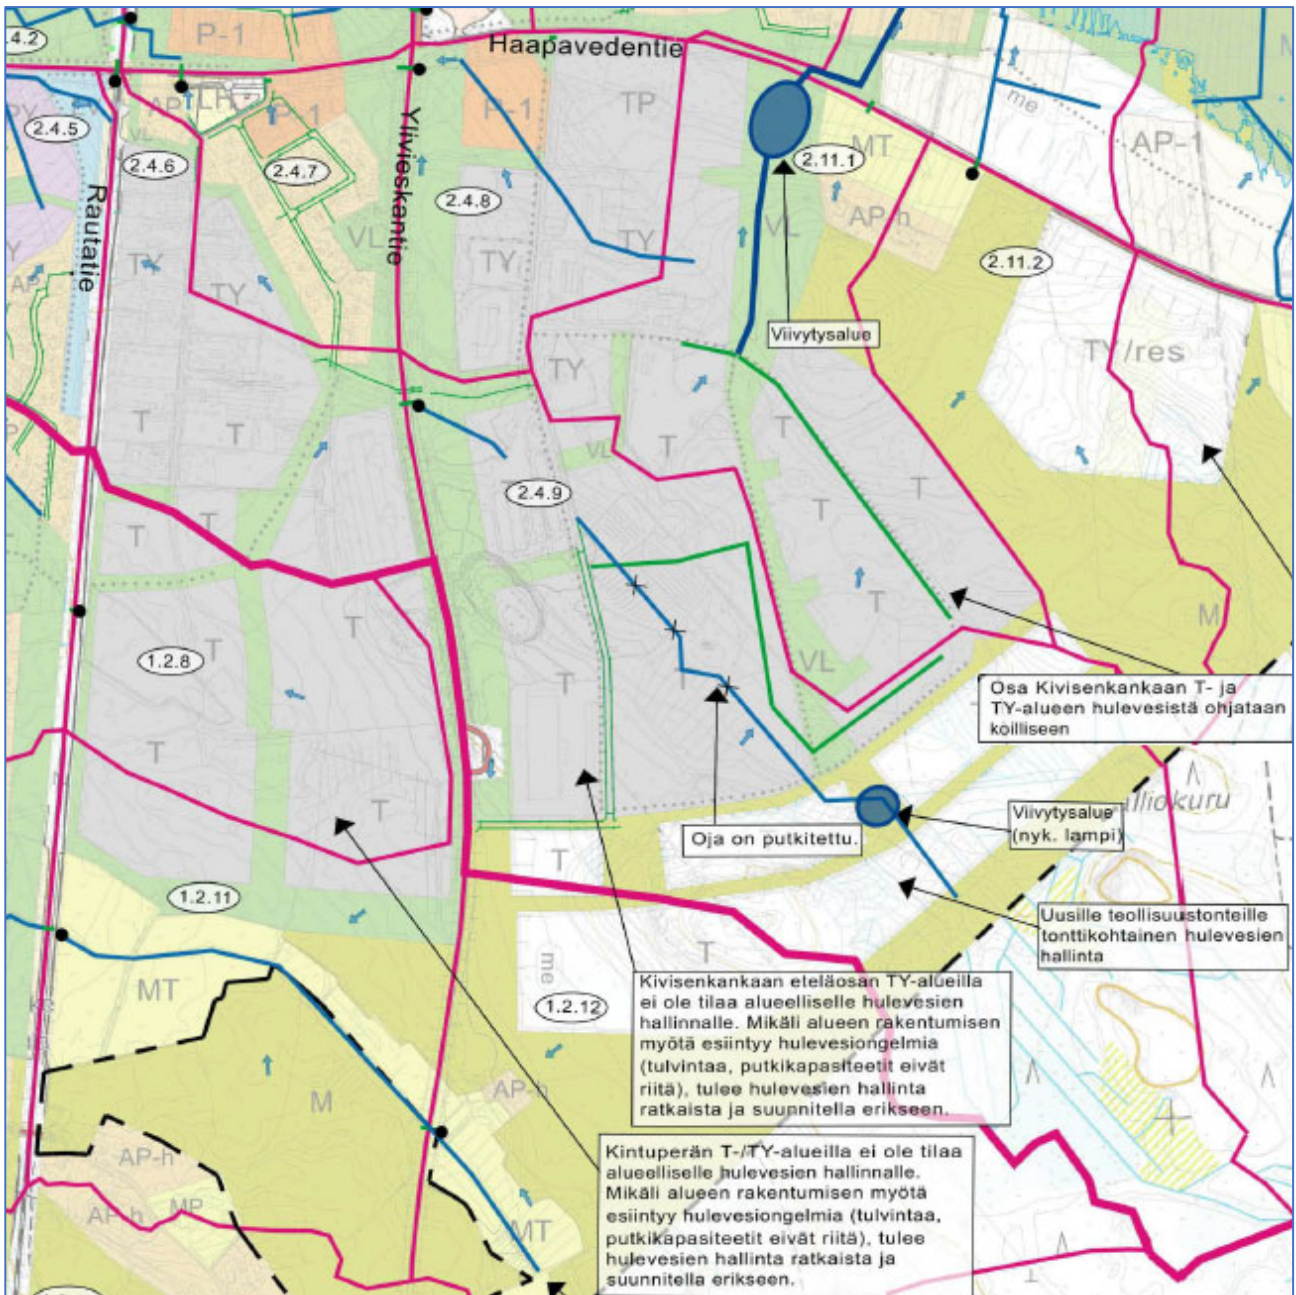 .4.2
P-1
Haapavedentie
TP
me
AP-1
M
PY
2.4.5
AP
LH
P-1
P-1
VL
2.4.6
2.4.7
Ylivieskantie
2.4.8
2.11.1
MT
Rautatie
VL
VL
AP-h
TY
TY
TY
TY
2.11.2
Y
AP
TY
Viivytysalue
TY/res
TY
T
T
VL
T
T
2.4.9
T
T
T
T
T
T
M
1.2.8
T
T
T
VL
T
Osa Kivisenkankaan T- ja
TY-alueen hulevesistä ohjataan
koilliseen
T
T
Viivytysalue
(nyk. lampi)
lliokuru
Oja on putkitettu.
T
1.2.11
Uusille teollisuustonteille
tonttikohtainen hulevesien
hallinta
MT
me
T
1.2.12
Kivisenkankaan eteläosan TY-alueilla
ei ole tilaa alueelliselle hulevesien
hallinnalle. Mikäli alueen rakentumisen
myötä esiintyy hulevesiongelmia
(tulvintaa, putkikapasiteetit eivät
riitä), tulee hulevesien hallinta
ratkaista ja suunnitella erikseen.
M
AP-h
AP-h
Kintuperän T-/TY-alueilla ei ole tilaa
alueelliselle hulevesien hallinnalle.
Mikäli alueen rakentumisen myötä
esiintyy hulevesiongelmia (tulvintaa,
putkikapasiteetit eivät riitä), tulee
hulevesien hallinta ratkaista ja
suunnitella erikseen.
AP-h
MP
MT